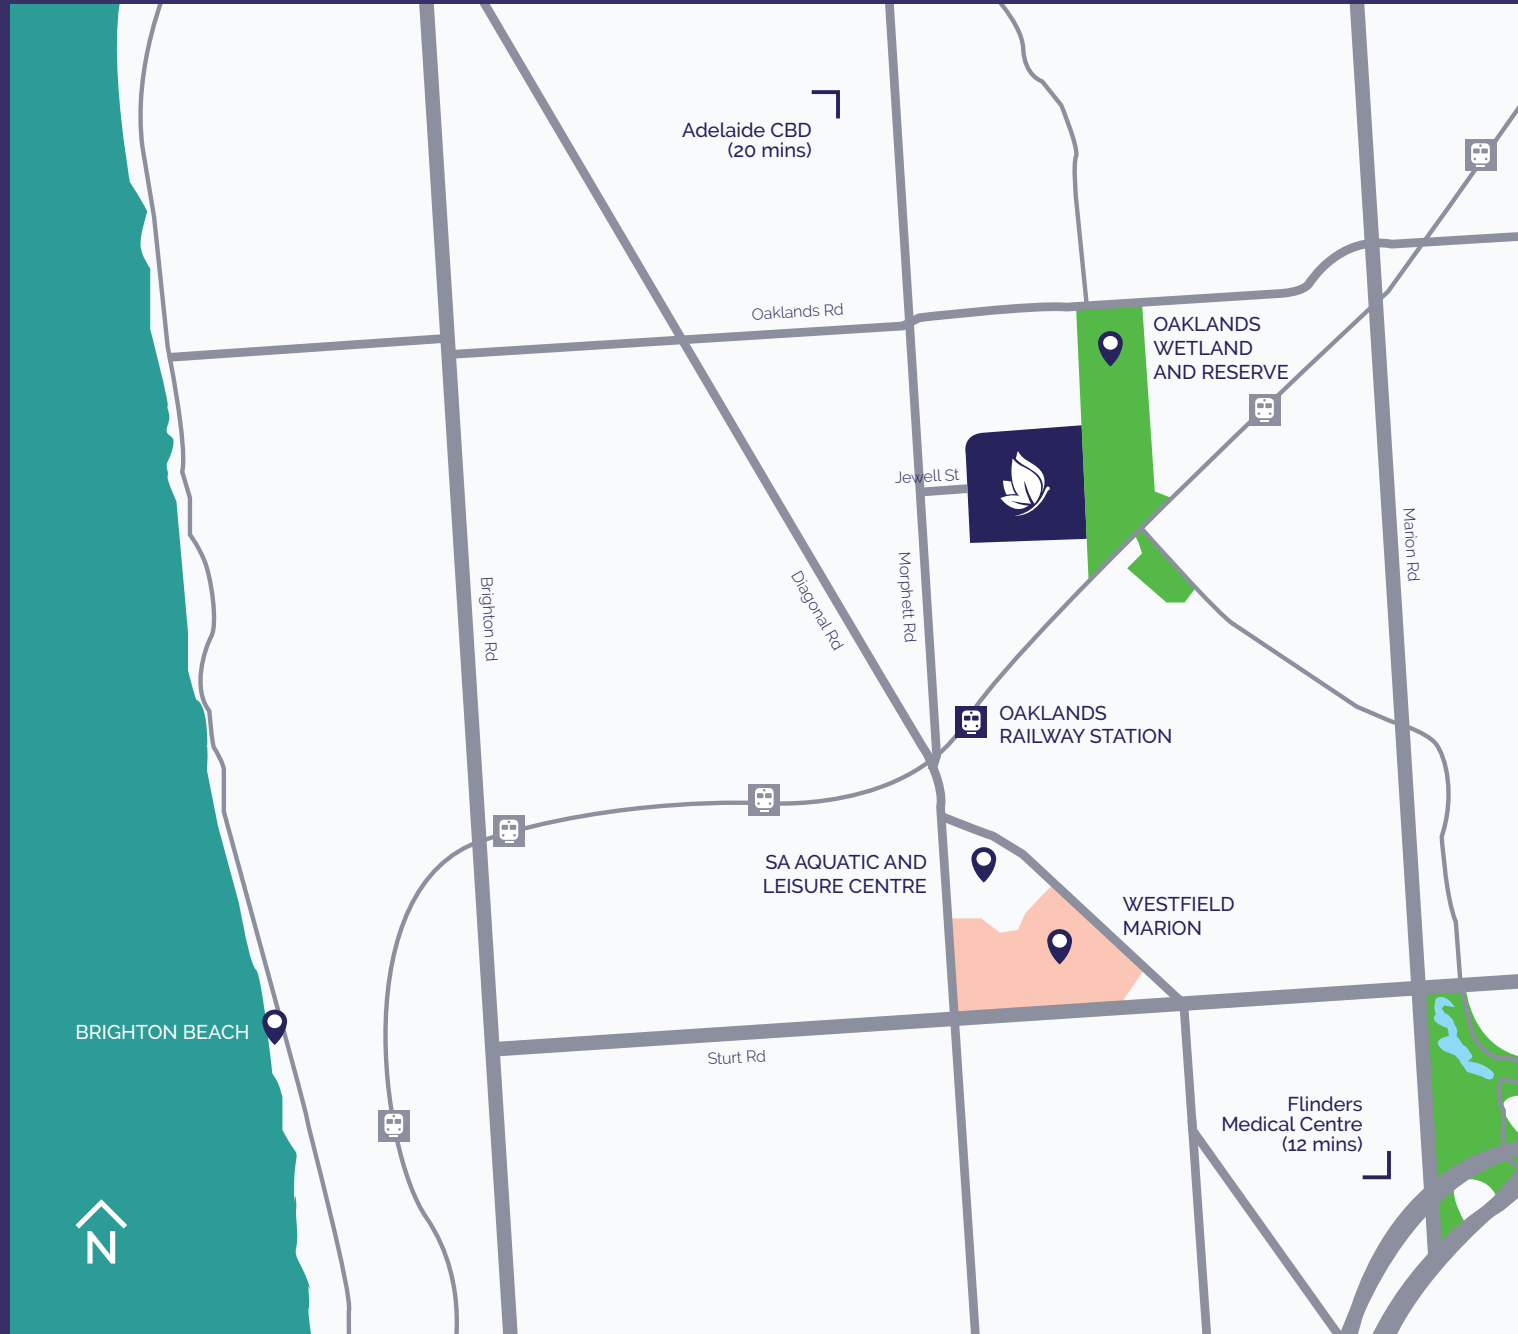 Adelaide CBD
(20 mins)
Oaklands Rd
OAKLANDS
WETLAND
AND RESERVE
Jewell St
Marion Rd
Morphett Rd
Diagonal Rd
Brighton Rd
OAKLANDS
RAILWAY STATION
SA AQUATIC AND
LEISURE CENTRE
WESTFIELD
MARION
BRIGHTON BEACH
Sturt Rd
Flinders
Medical Centre
(12 mins)
N